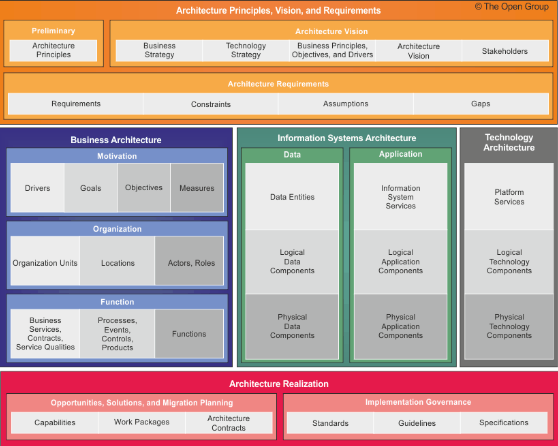 Architecture Principles, Vision, and Requirements
© The Open Group
Preliminary
Architecture
Principles
Architecture Vision
Business
Strategy
Technology
Strategy
Business Principles,
Objectives, and Drivers
Architecture
Vision
Stakeholders
Architecture Requirements
Requirements
Constraints
Assumptions
Gaps
Business Architecture
Motivation
Drivers
Goals
Objectives
Measures
Organization
Organization Units
Locations
Actors, Roles
Function
Business
Services,
Contracts,
Service Qualities
Processes,
Events,
Controls,
Products
Functions
Information Systems Architecture
Data
Data Entities
Logical
Data
Components
Physical
Data
Components
Application
Information
System
Services
Logical
Application
Components
Physical
Application
Components
Technology
Architecture
Platform
Services
Logical
Technology
Components
Physical
Technology
Components
Architecture Realization
Opportunities, Solutions, and Migration Planning
Capabilities
Work Packages
Architecture
Contracts
Implementation Governance
Standards
Guidelines
Specifications